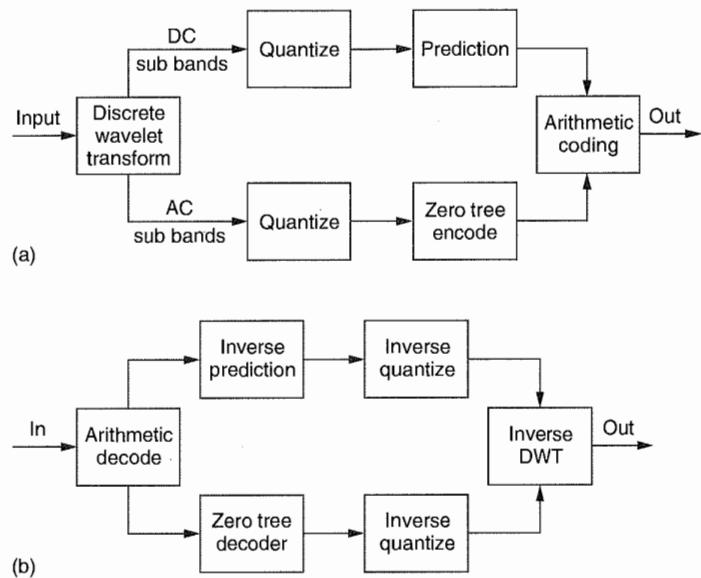 DC
sub bands
Quantize
Prediction
Input
Discrete
wavelet
transform
Arithmetic
coding
Out
AC
sub bands
Quantize
Zero tree
encode
(a)
Inverse
prediction
Inverse
quantize
In
Arithmetic
decode
Inverse
DWT
Out
Zero tree
decoder
Inverse
quantize
(b)